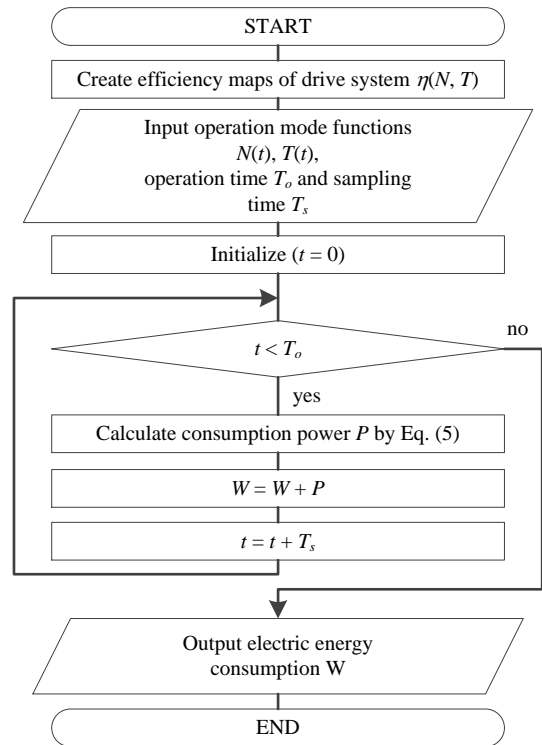 START
Create efficiency maps of drive system η(N, T)
Input operation mode functions
N(t), T(t),
operation time Tₒ and sampling
time Tₛ
Initialize (t = 0)
t < Tₒ
no
yes
Calculate consumption power P by Eq. (5)
W = W + P
t = t + Tₛ
Output electric energy
consumption W
END